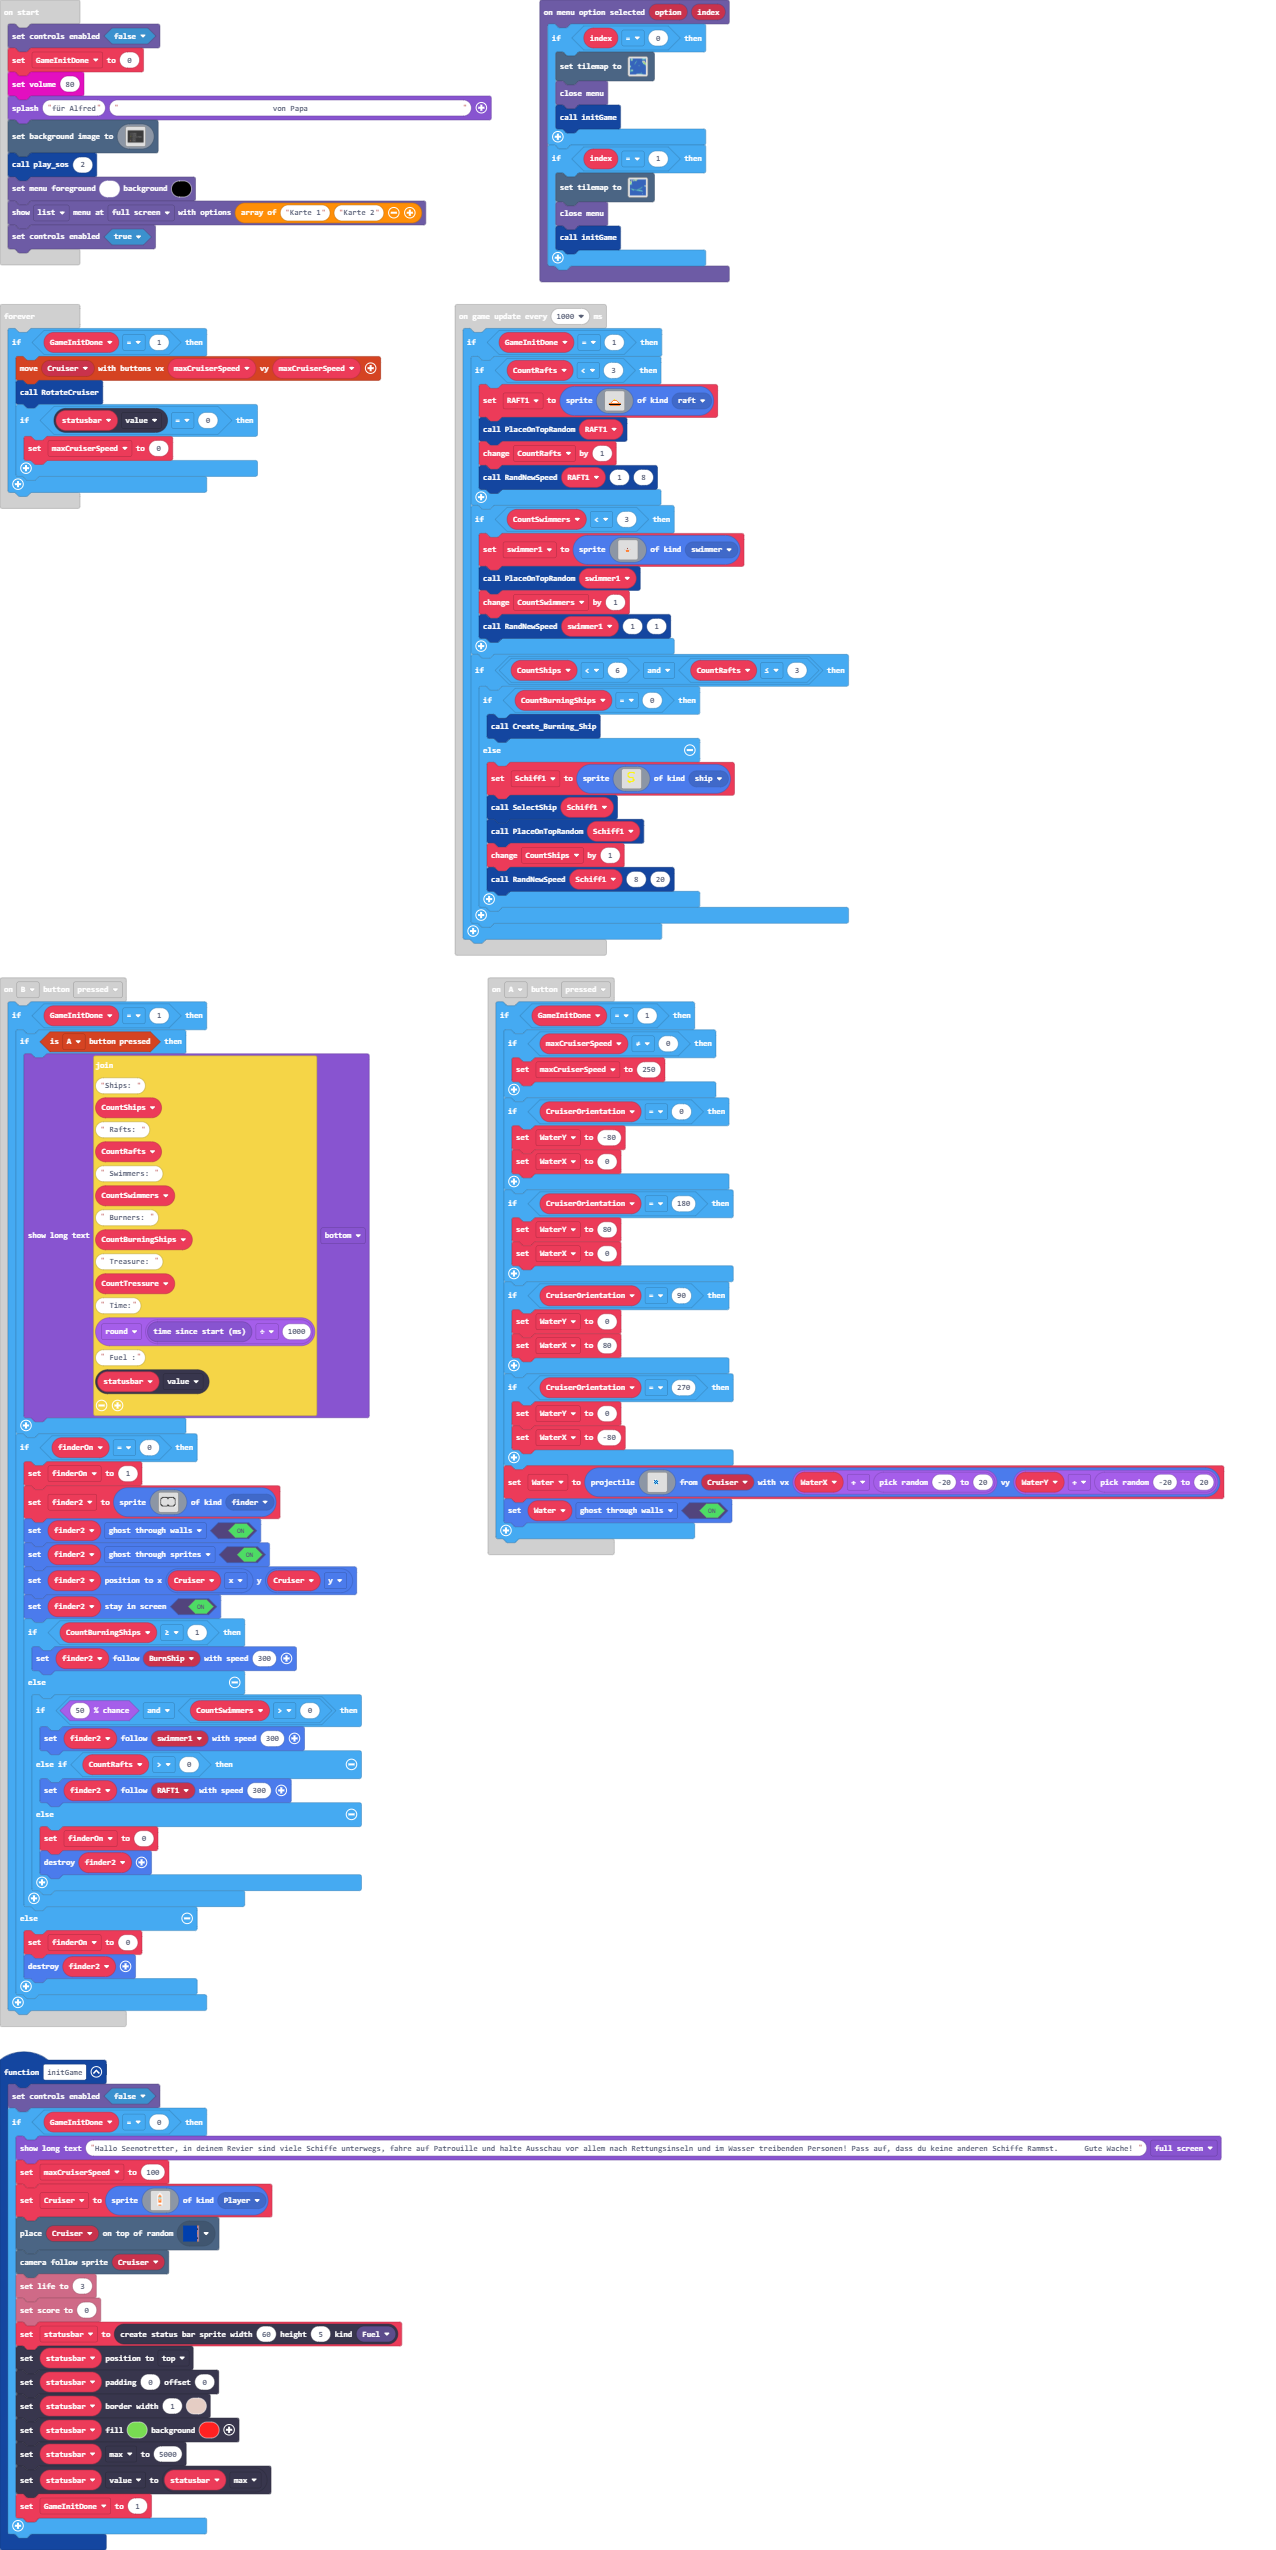 on start
set controls enabled false
set GameInitDone to 0
set volume 80
splash "für Alfred" " von Papa "
set background image to
call play_sos 2
set menu foreground background
show list menu at full screen with options array of "Karte 1" "Karte 2"
set controls enabled true
on menu option selected option index
if index = 0 then
set tilemap to
close menu
call initGame
if index = 1 then
set tilemap to
close menu
call initGame
forever
if GameInitDone = 1 then
move Cruiser with buttons vx maxCruiserSpeed vy maxCruiserSpeed
call RotateCruiser
if statusbar value = 0 then
set maxCruiserSpeed to 0
on game update every 1000 ms
if GameInitDone = 1 then
if CountRafts < 3 then
set RAFT1 to sprite of kind raft
call PlaceOnTopRandom RAFT1
change CountRafts by 1
call RandNewSpeed RAFT1 1 8
if CountSwimmers < 3 then
set swimmer1 to sprite of kind swimmer
call PlaceOnTopRandom swimmer1
change CountSwimmers by 1
call RandNewSpeed swimmer1 1 1
if CountShips < 6 and CountRafts ≤ 3 then
if CountBurningShips = 0 then
call Create_Burning_Ship
else
set Schiff1 to sprite of kind ship
call SelectShip Schiff1
call PlaceOnTopRandom Schiff1
change CountShips by 1
call RandNewSpeed Schiff1 8 20
on B button pressed
if GameInitDone = 1 then
if is A button pressed then
show long text join
"Ships: "
CountShips
" Rafts: "
CountRafts
" Swimmers: "
CountSwimmers
" Burners: "
CountBurningShips
" Treasure: "
CountTressure
" Time:"
round time since start (ms) ÷ 1000
" Fuel :"
statusbar value
bottom
if finderOn = 0 then
set finderOn to 1
set finder2 to sprite of kind finder
set finder2 ghost through walls ON
set finder2 ghost through sprites ON
set finder2 position to x Cruiser x y Cruiser y
set finder2 stay in screen ON
if CountBurningShips ≥ 1 then
set finder2 follow BurnShip with speed 300
else
if 50 % chance and CountSwimmers > 0 then
set finder2 follow swimmer1 with speed 300
else if CountRafts > 0 then
set finder2 follow RAFT1 with speed 300
else
set finderOn to 0
destroy finder2
else
set finderOn to 0
destroy finder2
on A button pressed
if GameInitDone = 1 then
if maxCruiserSpeed ≠ 0 then
set maxCruiserSpeed to 250
if CruiserOrientation = 0 then
set WaterY to -80
set WaterX to 0
if CruiserOrientation = 180 then
set WaterY to 80
set WaterX to 0
if CruiserOrientation = 90 then
set WaterY to 0
set WaterX to 80
if CruiserOrientation = 270 then
set WaterY to 0
set WaterX to -80
set Water to projectile from Cruiser with vx WaterX + pick random -20 to 20 vy WaterY + pick random -20 to 20
set Water ghost through walls ON
function initGame
set controls enabled false
if GameInitDone = 0 then
show long text "Hallo Seenotretter, in deinem Revier sind viele Schiffe unterwegs, fahre auf Patrouille und halte Ausschau vor allem nach Rettungsinseln und im Wasser treibenden Personen! Pass auf, dass du keine anderen Schiffe Rammst. Gute Wache! " full screen
set maxCruiserSpeed to 100
set Cruiser to sprite of kind Player
place Cruiser on top of random
camera follow sprite Cruiser
set life to 3
set score to 0
set statusbar to create status bar sprite width 60 height 5 kind Fuel
set statusbar position to top
set statusbar padding 0 offset 0
set statusbar border width 1
set statusbar fill background
set statusbar max to 5000
set statusbar value to statusbar max
set GameInitDone to 1